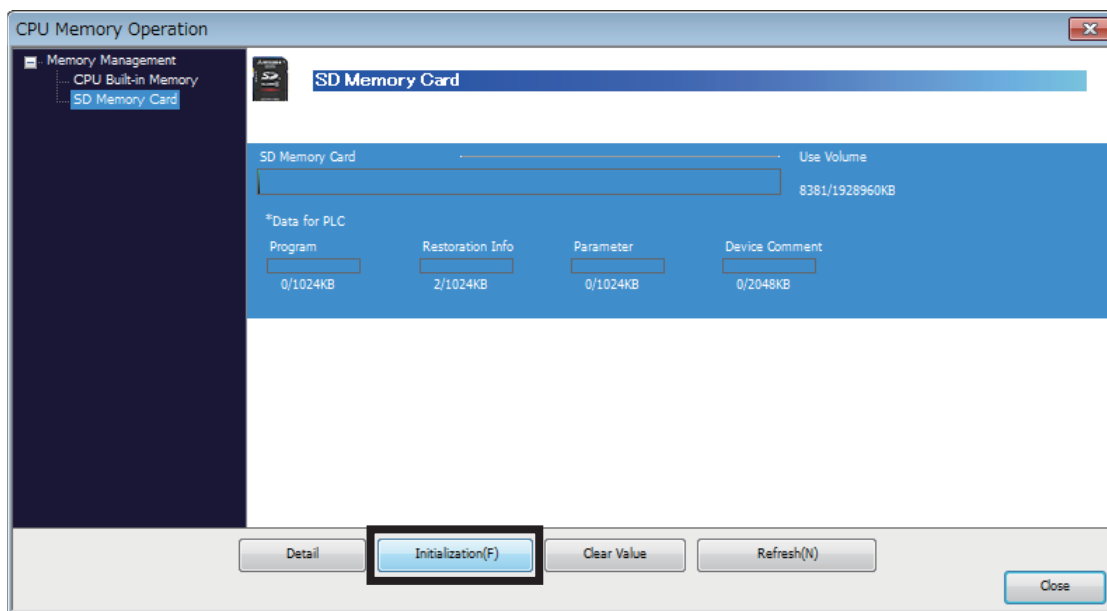 CPU Memory Operation
Memory Management
CPU Built-in Memory
SD Memory Card
SD Memory Card
SD Memory Card
Use Volume
8381/1928960KB
*Data for PLC
Program Restoration Info Parameter Device Comment
0/1024KB 2/1024KB 0/1024KB 0/2048KB
Detail Initialization(F) Clear Value Refresh(N)
Close